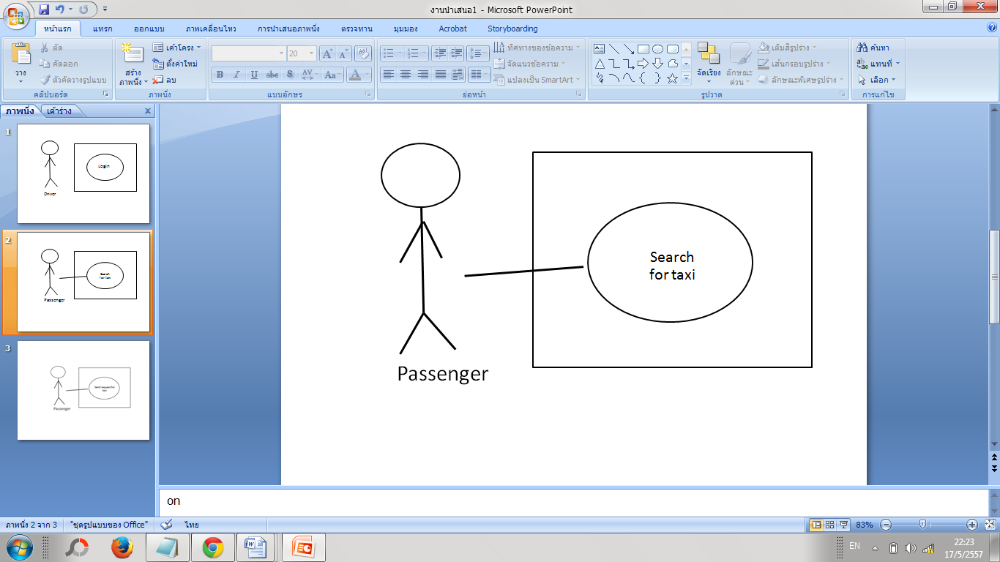 งานนำเสนอ1 - Microsoft PowerPoint
หน้าแรก แทรก ออกแบบ ภาพเคลื่อนไหว การนำเสนอภาพนิ่ง ตรวจทาน มุมมอง Acrobat Storyboarding
วาง
ตัด
คัดลอก
ตัวคัดวางรูปแบบ
คลิปบอร์ด
สร้าง
ภาพนิ่ง
เค้าโครง
ตั้งค่าใหม่
ลบ
ภาพนิ่ง
20
B I U abc S AV Aa A
แบบอักษร
ทิศทางของข้อความ
จัดแนวข้อความ
แปลงเป็น SmartArt
ย่อหน้า
จัดเรียง
ลักษณะ
ด่วน
เติมสีรูปร่าง
เส้นกรอบรูปร่าง
ลักษณะพิเศษรูปร่าง
รูปวาด
ค้นหา
แทนที่
เลือก
การแก้ไข
ภาพนิ่ง เค้าร่าง
1
Login
Driver
2
Search
for taxi
Passenger
3
Send request for
taxi
Passenger
Search
for taxi
Passenger
on
ภาพนิ่ง 2 จาก 3 "ชุดรูปแบบของ Office" ไทย 83%
EN
22:23
17/5/2557